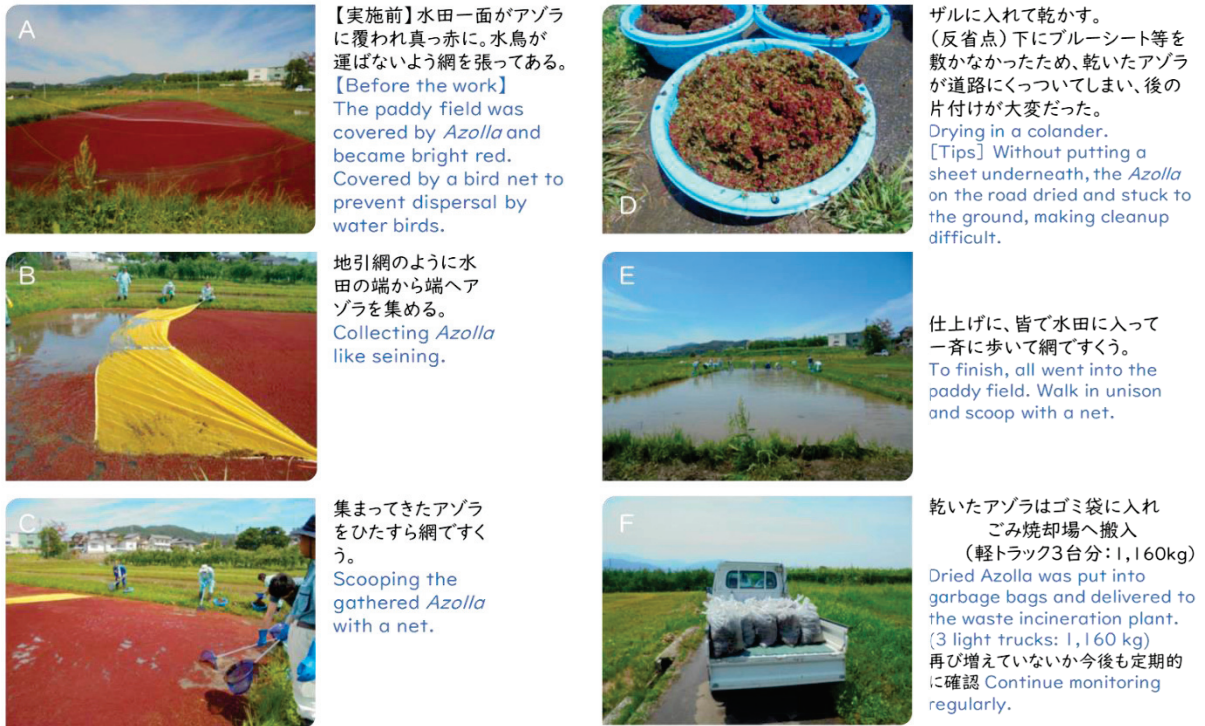 A
【実施前】水田一面がアゾラ
に覆われ真っ赤に。水鳥が
運ばないよう網を張ってある。
【Before the work】
The paddy field was
covered by Azolla and
became bright red.
Covered by a bird net to
prevent dispersal by
water birds.
B
地引網のように水
田の端から端へア
ゾラを集める。
Collecting Azolla
like seining.
C
集まってきたアゾラ
をひたすら網ですく
う。
Scooping the
gathered Azolla
with a net.
D
ザルに入れて乾かす。
（反省点）下にブルーシート等を
敷かなかったため、乾いたアゾラ
が道路にくっついてしまい、後の
片付けが大変だった。
Drying in a colander.
[Tips] Without putting a
sheet underneath, the Azolla
on the road dried and stuck to
the ground, making cleanup
difficult.
E
仕上げに、皆で水田に入って
一斉に歩いて網ですくう。
To finish, all went into the
paddy field. Walk in unison
and scoop with a net.
F
乾いたアゾラはゴミ袋に入れ
ごみ焼却場へ搬入
（軽トラック3台分：1,160kg）
Dried Azolla was put into
garbage bags and delivered to
the waste incineration plant.
(3 light trucks: 1,160 kg)
再び増えていないか今後も定期的
に確認 Continue monitoring
regularly.